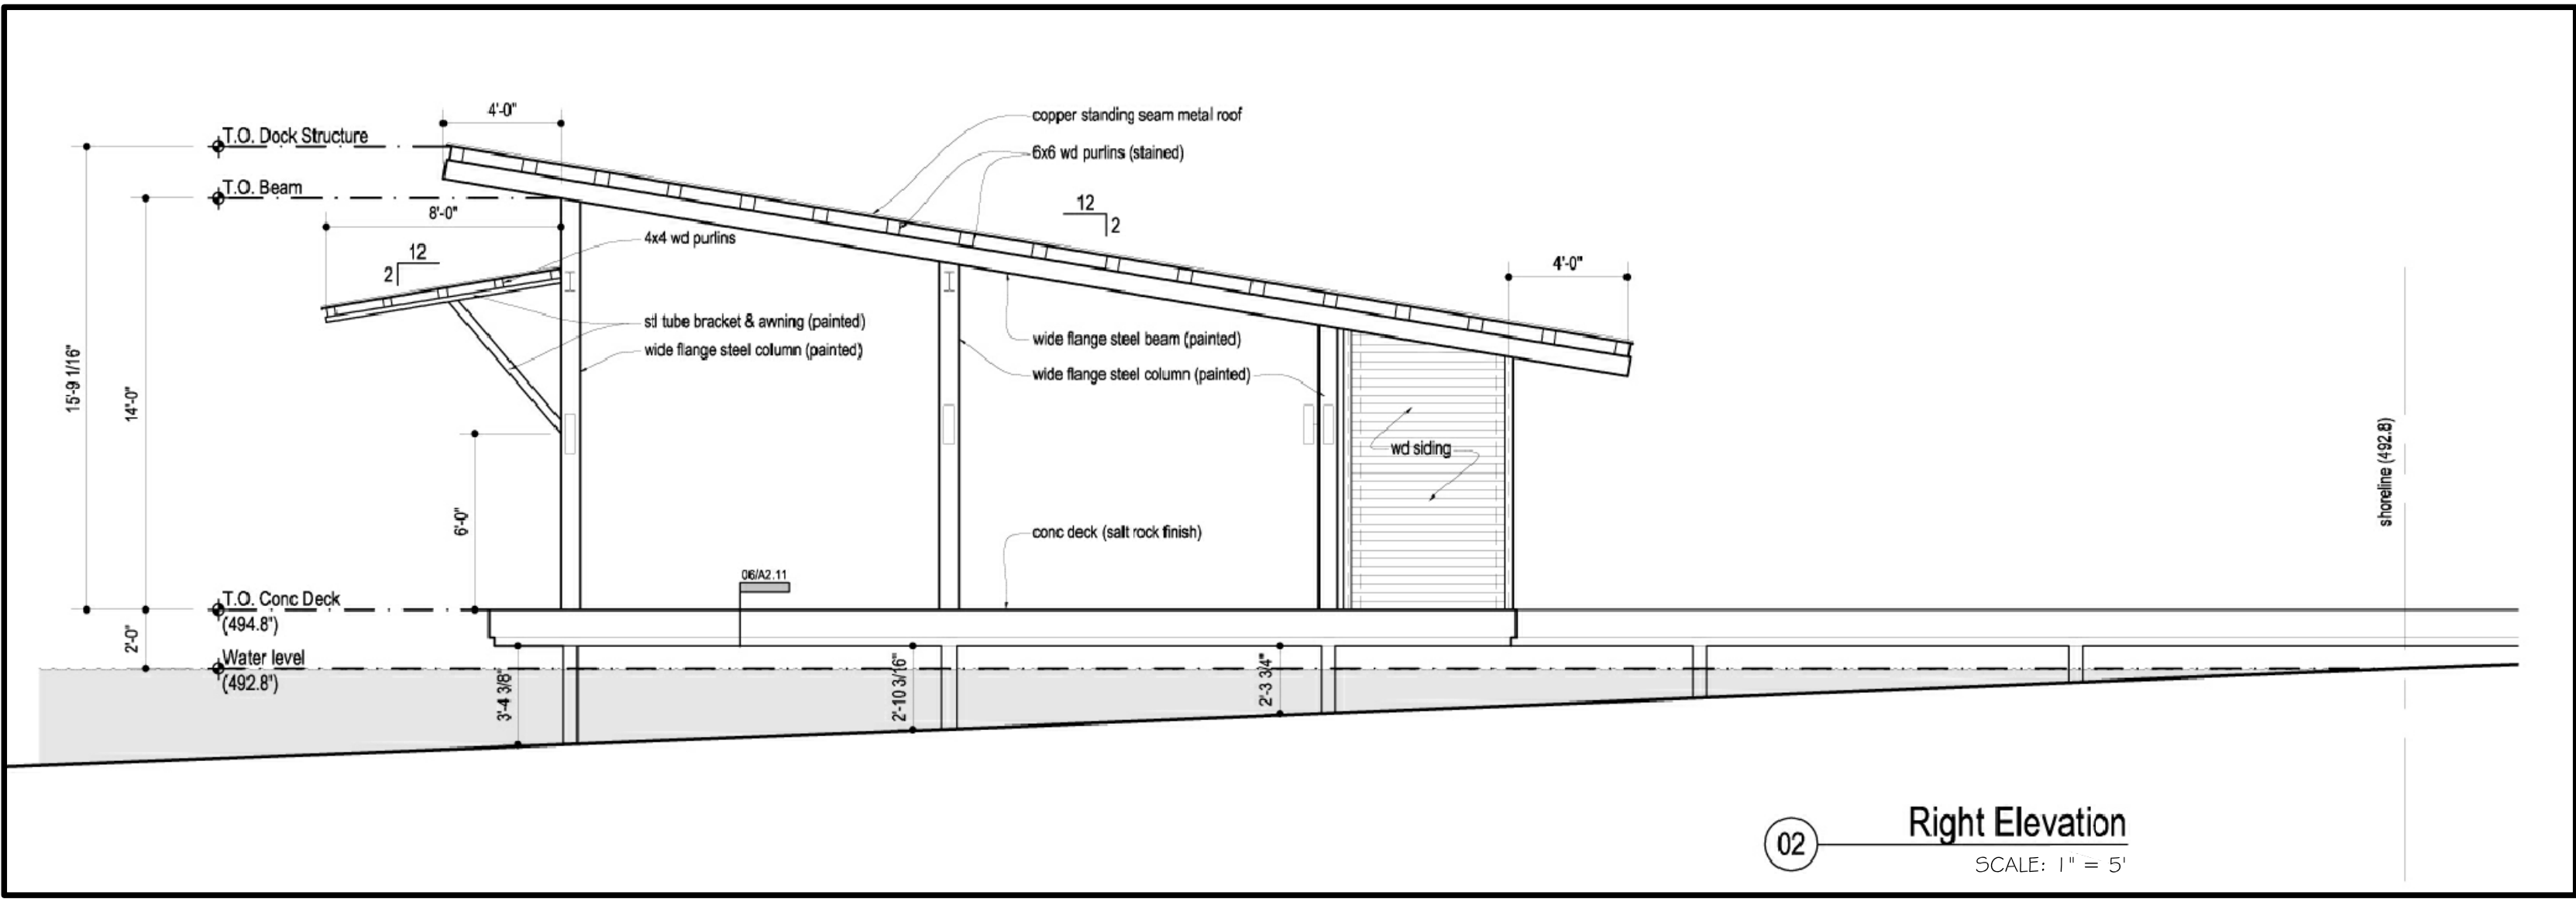 4'-0"
copper standing seam metal roof
T.O. Dock Structure
6x6 wd purlins (stained)
T.O. Beam
12
2
8'-0"
4x4 wd purlins
12
2
4'-0"
stl tube bracket & awning (painted)
wide flange steel beam (painted)
wide flange steel column (painted)
wide flange steel column (painted)
15'-9 1/16"
14'-0"
wd siding
shoreline (492.8)
6'-0"
conc deck (salt rock finish)
06/A2.11
T.O. Conc Deck
(494.8')
2'-0"
Water level
(492.8')
3'-4 3/8"
2'-10 3/16"
2'-3 3/4"
02
Right Elevation
SCALE: 1" = 5'